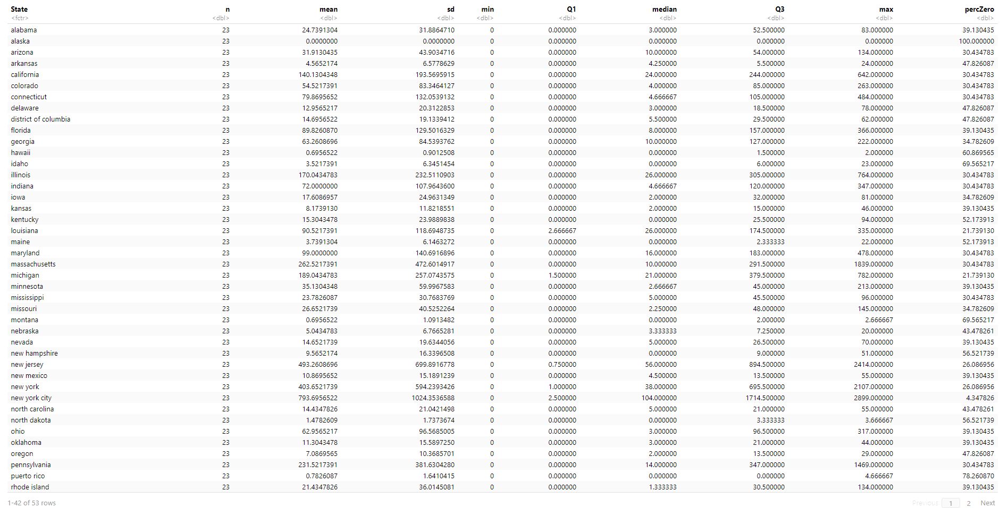 State n mean sd min Q1 median Q3 max percZero
<fctr> <dbl> <dbl> <dbl> <dbl> <dbl> <dbl> <dbl> <dbl> <dbl>
alabama 23 24.7391304 31.8864710 0 0.000000 3.000000 52.500000 83.000000 39.130435
alaska 23 0.0000000 0.0000000 0 0.000000 0.000000 0.000000 0.000000 100.000000
arizona 23 31.9130435 43.9034716 0 0.000000 10.000000 54.000000 134.000000 30.434783
arkansas 23 4.5652174 6.5778629 0 0.000000 4.250000 5.500000 24.000000 47.826087
california 23 140.1304348 193.5695915 0 0.000000 24.000000 244.000000 642.000000 30.434783
colorado 23 54.5217391 83.3464127 0 0.000000 4.000000 85.000000 263.000000 30.434783
connecticut 23 79.8695652 132.0539132 0 0.000000 4.666667 105.000000 484.000000 30.434783
delaware 23 12.9565217 20.3122853 0 0.000000 3.000000 18.500000 78.000000 47.826087
district of columbia 23 14.6956522 19.1339412 0 0.000000 5.500000 29.500000 62.000000 47.826087
florida 23 89.8260870 129.5016329 0 0.000000 8.000000 157.000000 366.000000 39.130435
georgia 23 63.2608696 84.5393762 0 0.000000 10.000000 127.000000 222.000000 34.782609
hawaii 23 0.6956522 0.9012508 0 0.000000 0.000000 1.500000 2.000000 60.869565
idaho 23 3.5217391 6.3451454 0 0.000000 0.000000 6.000000 23.000000 69.565217
illinois 23 170.0434783 232.5110903 0 0.000000 26.000000 305.000000 764.000000 30.434783
indiana 23 72.0000000 107.9643600 0 0.000000 4.666667 120.000000 347.000000 30.434783
iowa 23 17.6086957 24.9631349 0 0.000000 2.000000 32.000000 81.000000 34.782609
kansas 23 8.1739130 11.8218551 0 0.000000 2.000000 15.000000 46.000000 39.130435
kentucky 23 15.3043478 23.9889838 0 0.000000 0.000000 25.500000 94.000000 52.173913
louisiana 23 90.5217391 118.6948735 0 2.666667 26.000000 174.500000 335.000000 21.739130
maine 23 3.7391304 6.1463272 0 0.000000 0.000000 2.333333 22.000000 52.173913
maryland 23 99.0000000 140.6916896 0 0.000000 16.000000 183.000000 478.000000 30.434783
massachusetts 23 262.5217391 472.6014917 0 0.000000 10.000000 291.500000 1839.000000 30.434783
michigan 23 189.0434783 257.0743575 0 1.500000 21.000000 379.500000 782.000000 21.739130
minnesota 23 35.1304348 59.9967583 0 0.000000 2.666667 45.000000 213.000000 39.130435
mississippi 23 23.7826087 30.7683769 0 0.000000 5.000000 45.500000 96.000000 30.434783
missouri 23 26.6521739 40.5252264 0 0.000000 2.250000 48.000000 145.000000 34.782609
montana 23 0.6956522 1.0913482 0 0.000000 0.000000 2.000000 2.666667 69.565217
nebraska 23 5.0434783 6.7665281 0 0.000000 3.333333 7.250000 20.000000 43.478261
nevada 23 14.6521739 19.6344056 0 0.000000 5.000000 26.500000 70.000000 39.130435
new hampshire 23 9.5652174 16.3396508 0 0.000000 0.000000 9.000000 51.000000 56.521739
new jersey 23 493.2608696 699.8916778 0 0.750000 56.000000 894.500000 2414.000000 26.086956
new mexico 23 10.8695652 15.1891239 0 0.000000 4.500000 13.500000 55.000000 39.130435
new york 23 403.6521739 594.2393426 0 1.000000 38.000000 695.500000 2107.000000 26.086956
new york city 23 793.6956522 1024.3536588 0 2.500000 104.000000 1714.500000 2899.000000 4.347826
north carolina 23 14.4347826 21.0421498 0 0.000000 5.000000 21.000000 55.000000 43.478261
north dakota 23 1.4782609 1.7373674 0 0.000000 0.000000 3.333333 3.666667 56.521739
ohio 23 62.9565217 96.5685005 0 0.000000 3.000000 96.500000 317.000000 39.130435
oklahoma 23 11.3043478 15.5897250 0 0.000000 3.000000 21.000000 44.000000 39.130435
oregon 23 7.0869565 10.3685701 0 0.000000 2.000000 13.500000 29.000000 47.826087
pennsylvania 23 231.5217391 381.6304280 0 0.000000 14.000000 347.000000 1469.000000 30.434783
puerto rico 23 0.7826087 1.6410415 0 0.000000 0.000000 0.000000 4.666667 78.260870
rhode island 23 21.4347826 36.0145081 0 0.000000 1.333333 30.500000 134.000000 39.130435
1-42 of 53 rows Previous 1 2 Next